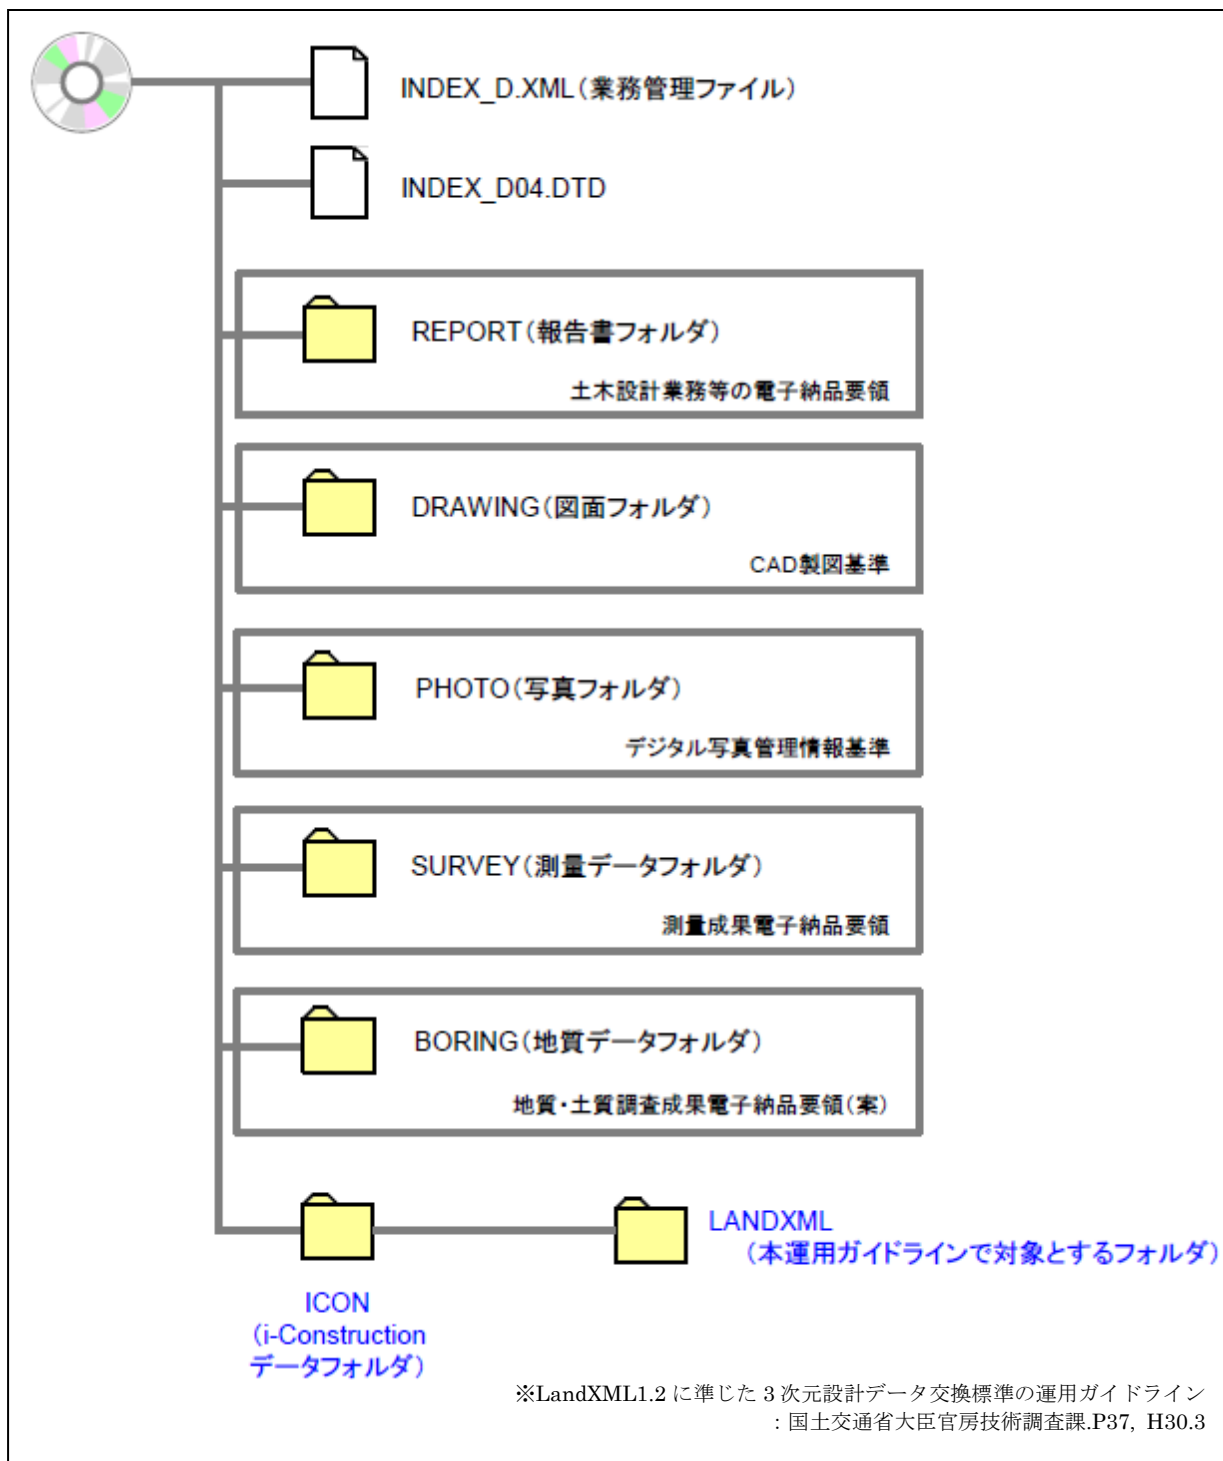 INDEX_D.XML（業務管理ファイル）
INDEX_D04.DTD
REPORT（報告書フォルダ）
土木設計業務等の電子納品要領
DRAWING（図面フォルダ）
CAD製図基準
PHOTO（写真フォルダ）
デジタル写真管理情報基準
SURVEY（測量データフォルダ）
測量成果電子納品要領
BORING（地質データフォルダ）
地質・土質調査成果電子納品要領（案）
LANDXML
（本運用ガイドラインで対象とするフォルダ）
ICON
（i-Construction
データフォルダ）
※LandXML1.2 に準じた 3 次元設計データ交換標準の運用ガイドライン
：国土交通省大臣官房技術調査課.P37, H30.3